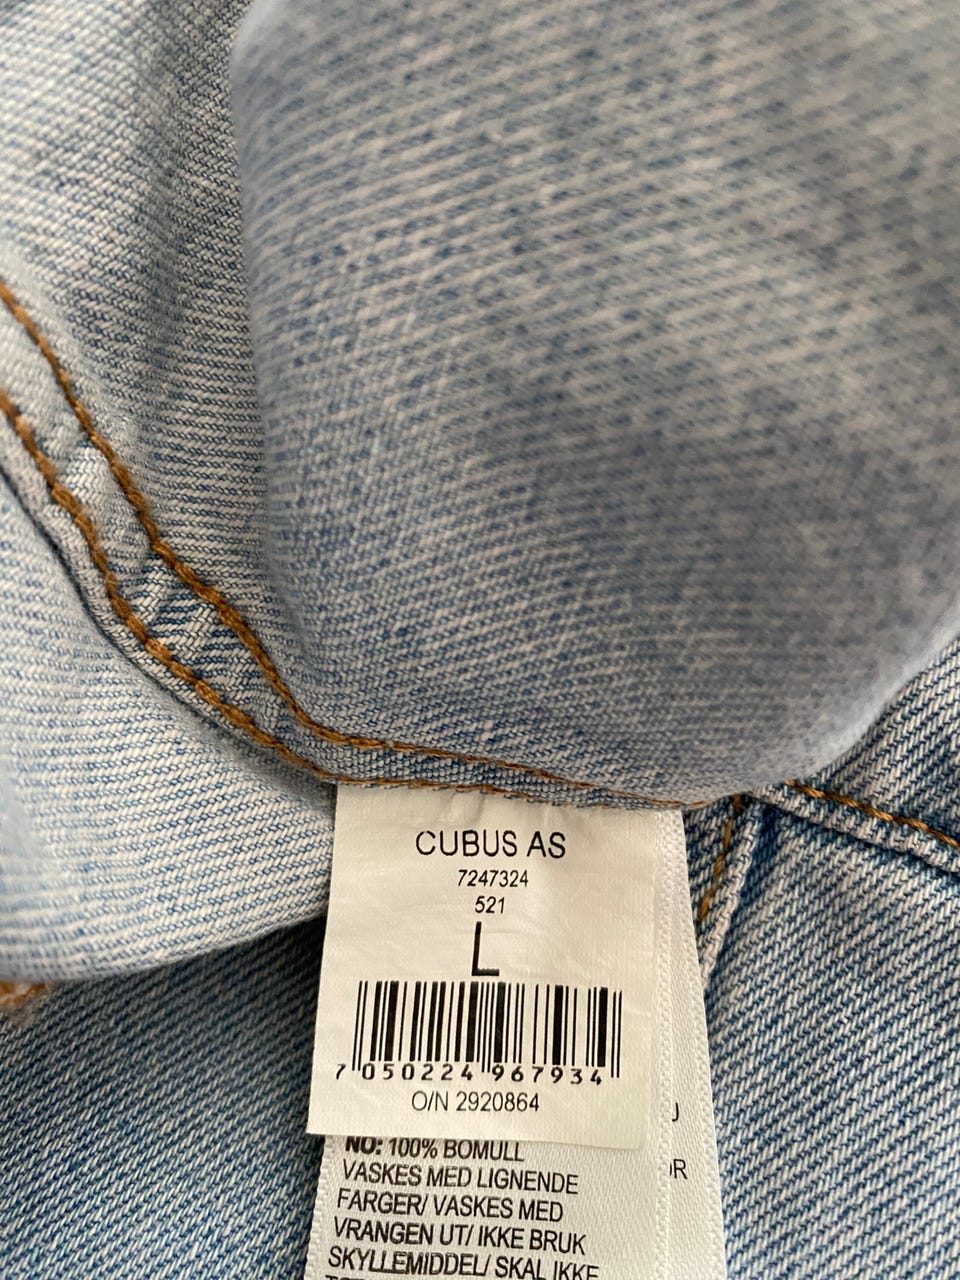 CUBUS AS
7247324
521
L
7 050224 967934
O/N 2920864
NO: 100% BOMULL
VASKES MED LIGNENDE
FARGER/ VASKES MED
VRANGEN UT/ IKKE BRUK
SKYLLEMIDDEL/ SKAL IKKE